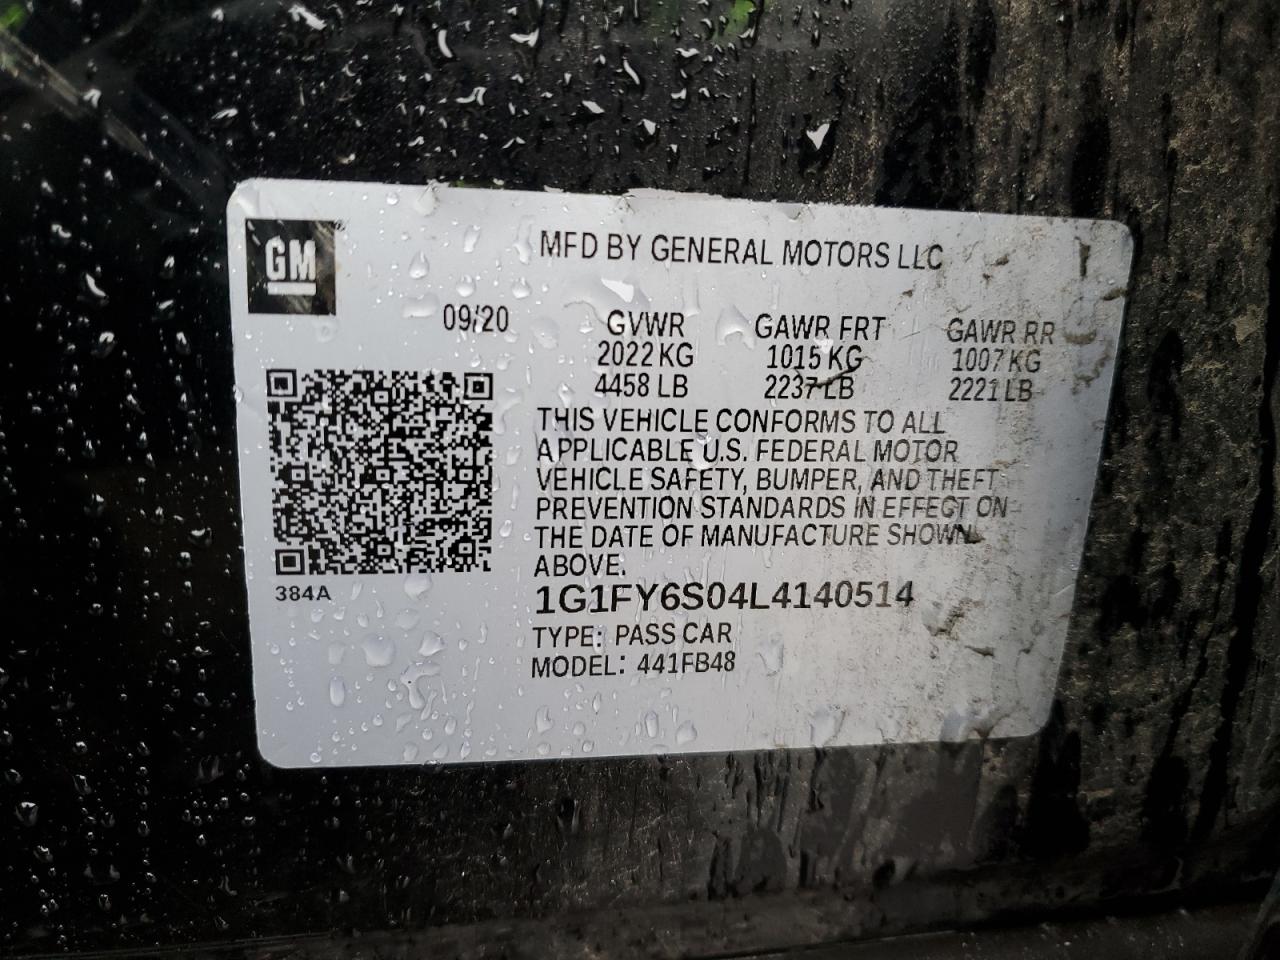 GM
MFD BY GENERAL MOTORS LLC
09/20
GVWR GAWR FRT GAWR RR
2022 KG 1015 KG 1007 KG
4458 LB 2237 LB 2221 LB
THIS VEHICLE CONFORMS TO ALL
APPLICABLE U.S. FEDERAL MOTOR
VEHICLE SAFETY, BUMPER, AND THEFT
PREVENTION STANDARDS IN EFFECT ON
THE DATE OF MANUFACTURE SHOWN
ABOVE.
384A
1G1FY6S04L4140514
TYPE: PASS CAR
MODEL: 441FB48